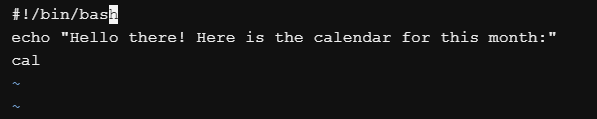 #!/bin/bash
echo "Hello there! Here is the calendar for this month:"
cal
~
~